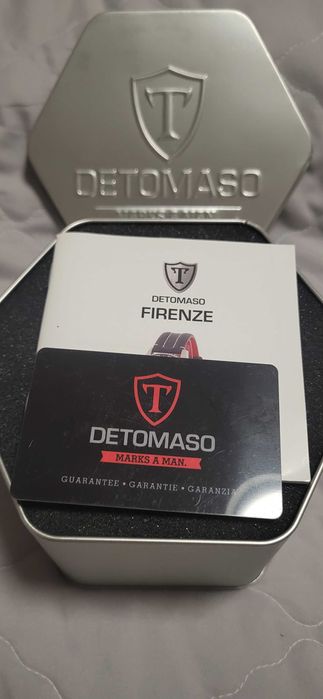 T
DETOMASO
MARKS A MAN
T
DETOMASO
FIRENZE
T
DETOMASO
MARKS A MAN.
GUARANTEE • GARANTIE • GARANZIA